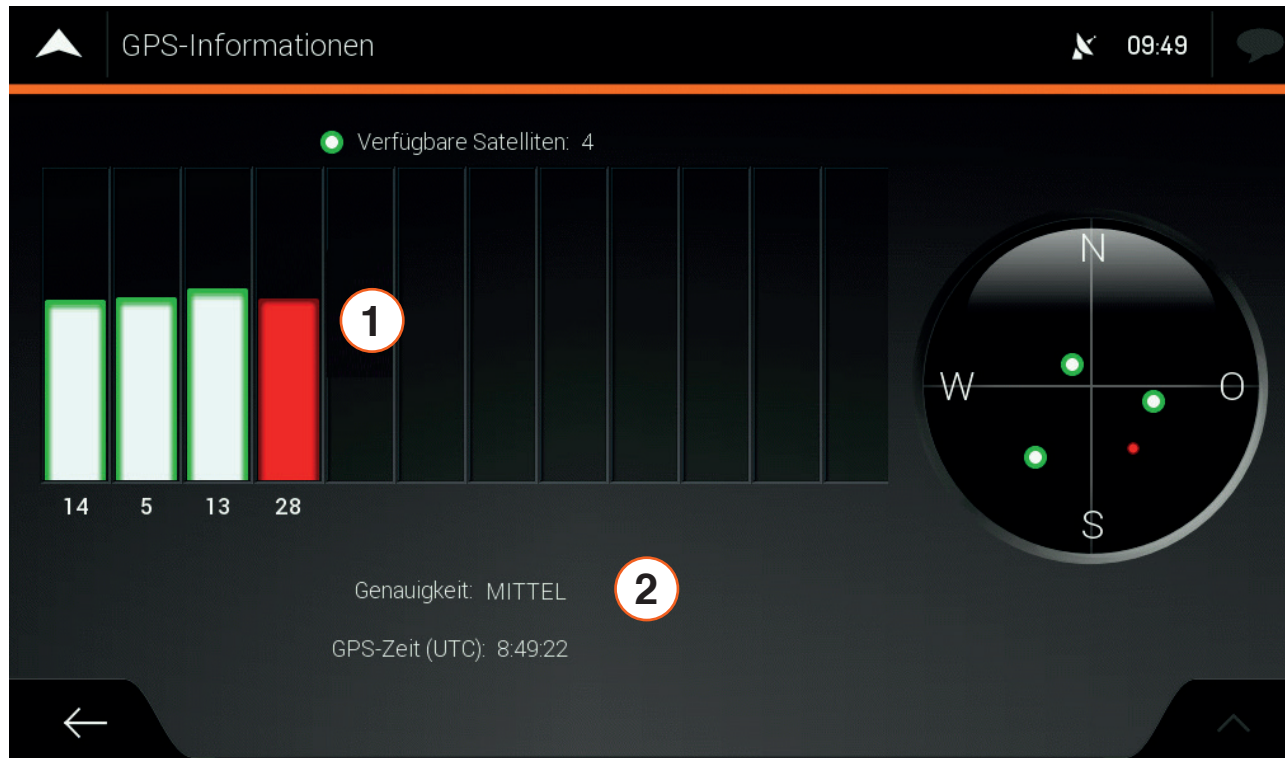 GPS-Informationen 09:49
Verfügbare Satelliten: 4
1
14 5 13 28
N
W O
S
Genauigkeit: MITTEL 2
GPS-Zeit (UTC): 8:49:22